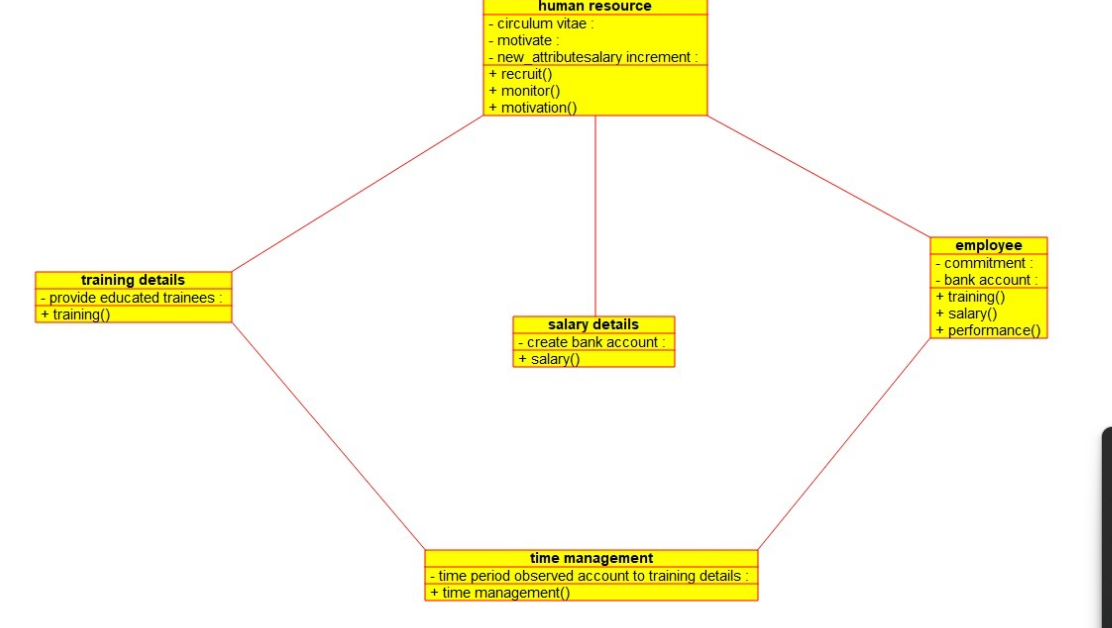 human resource
- circulum vitae :
- motivate :
- new_attributesalary increment :
+ recruit()
+ monitor()
+ motivation()
employee
- commitment :
- bank account :
+ training()
+ salary()
+ performance()
training details
- provide educated trainees :
+ training()
salary details
- create bank account :
+ salary()
time management
- time period observed account to training details :
+ time management()